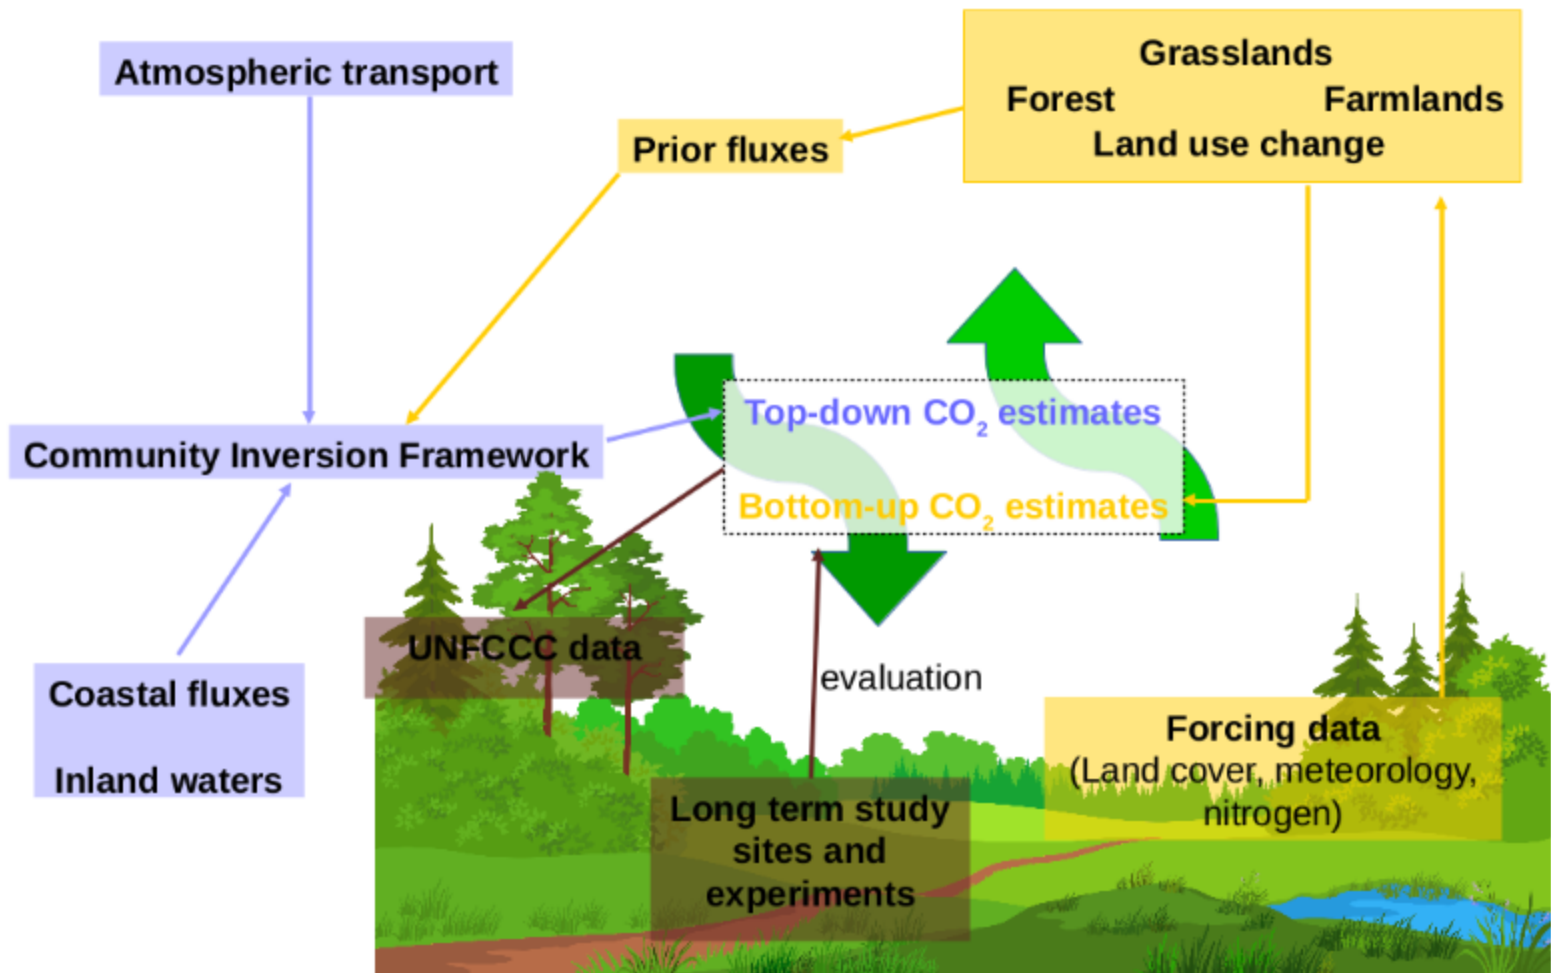 Atmospheric transport
Grasslands
Forest Farmlands
Land use change
Prior fluxes
Top-down CO₂ estimates
Community Inversion Framework
Bottom-up CO₂ estimates
UNFCCC data
evaluation
Coastal fluxes
Inland waters
Forcing data
(Land cover, meteorology,
nitrogen)
Long term study
sites and
experiments